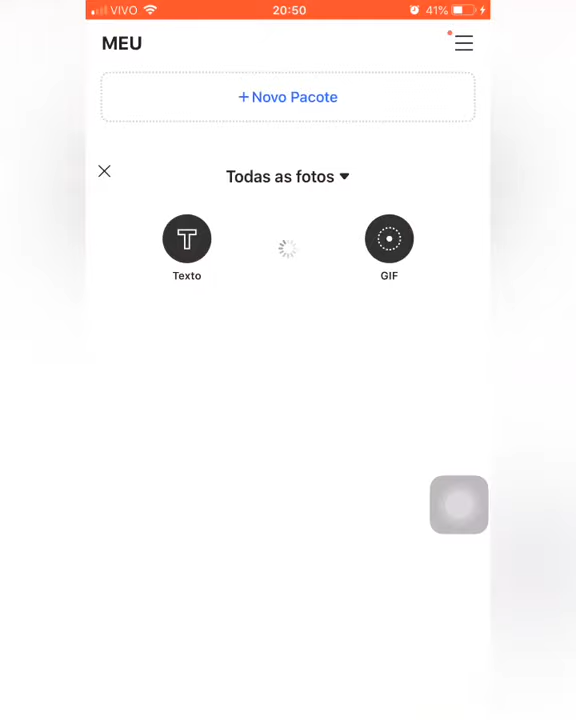 VIVO 20:50 41%
MEU
+ Novo Pacote
Todas as fotos
T
Texto GIF